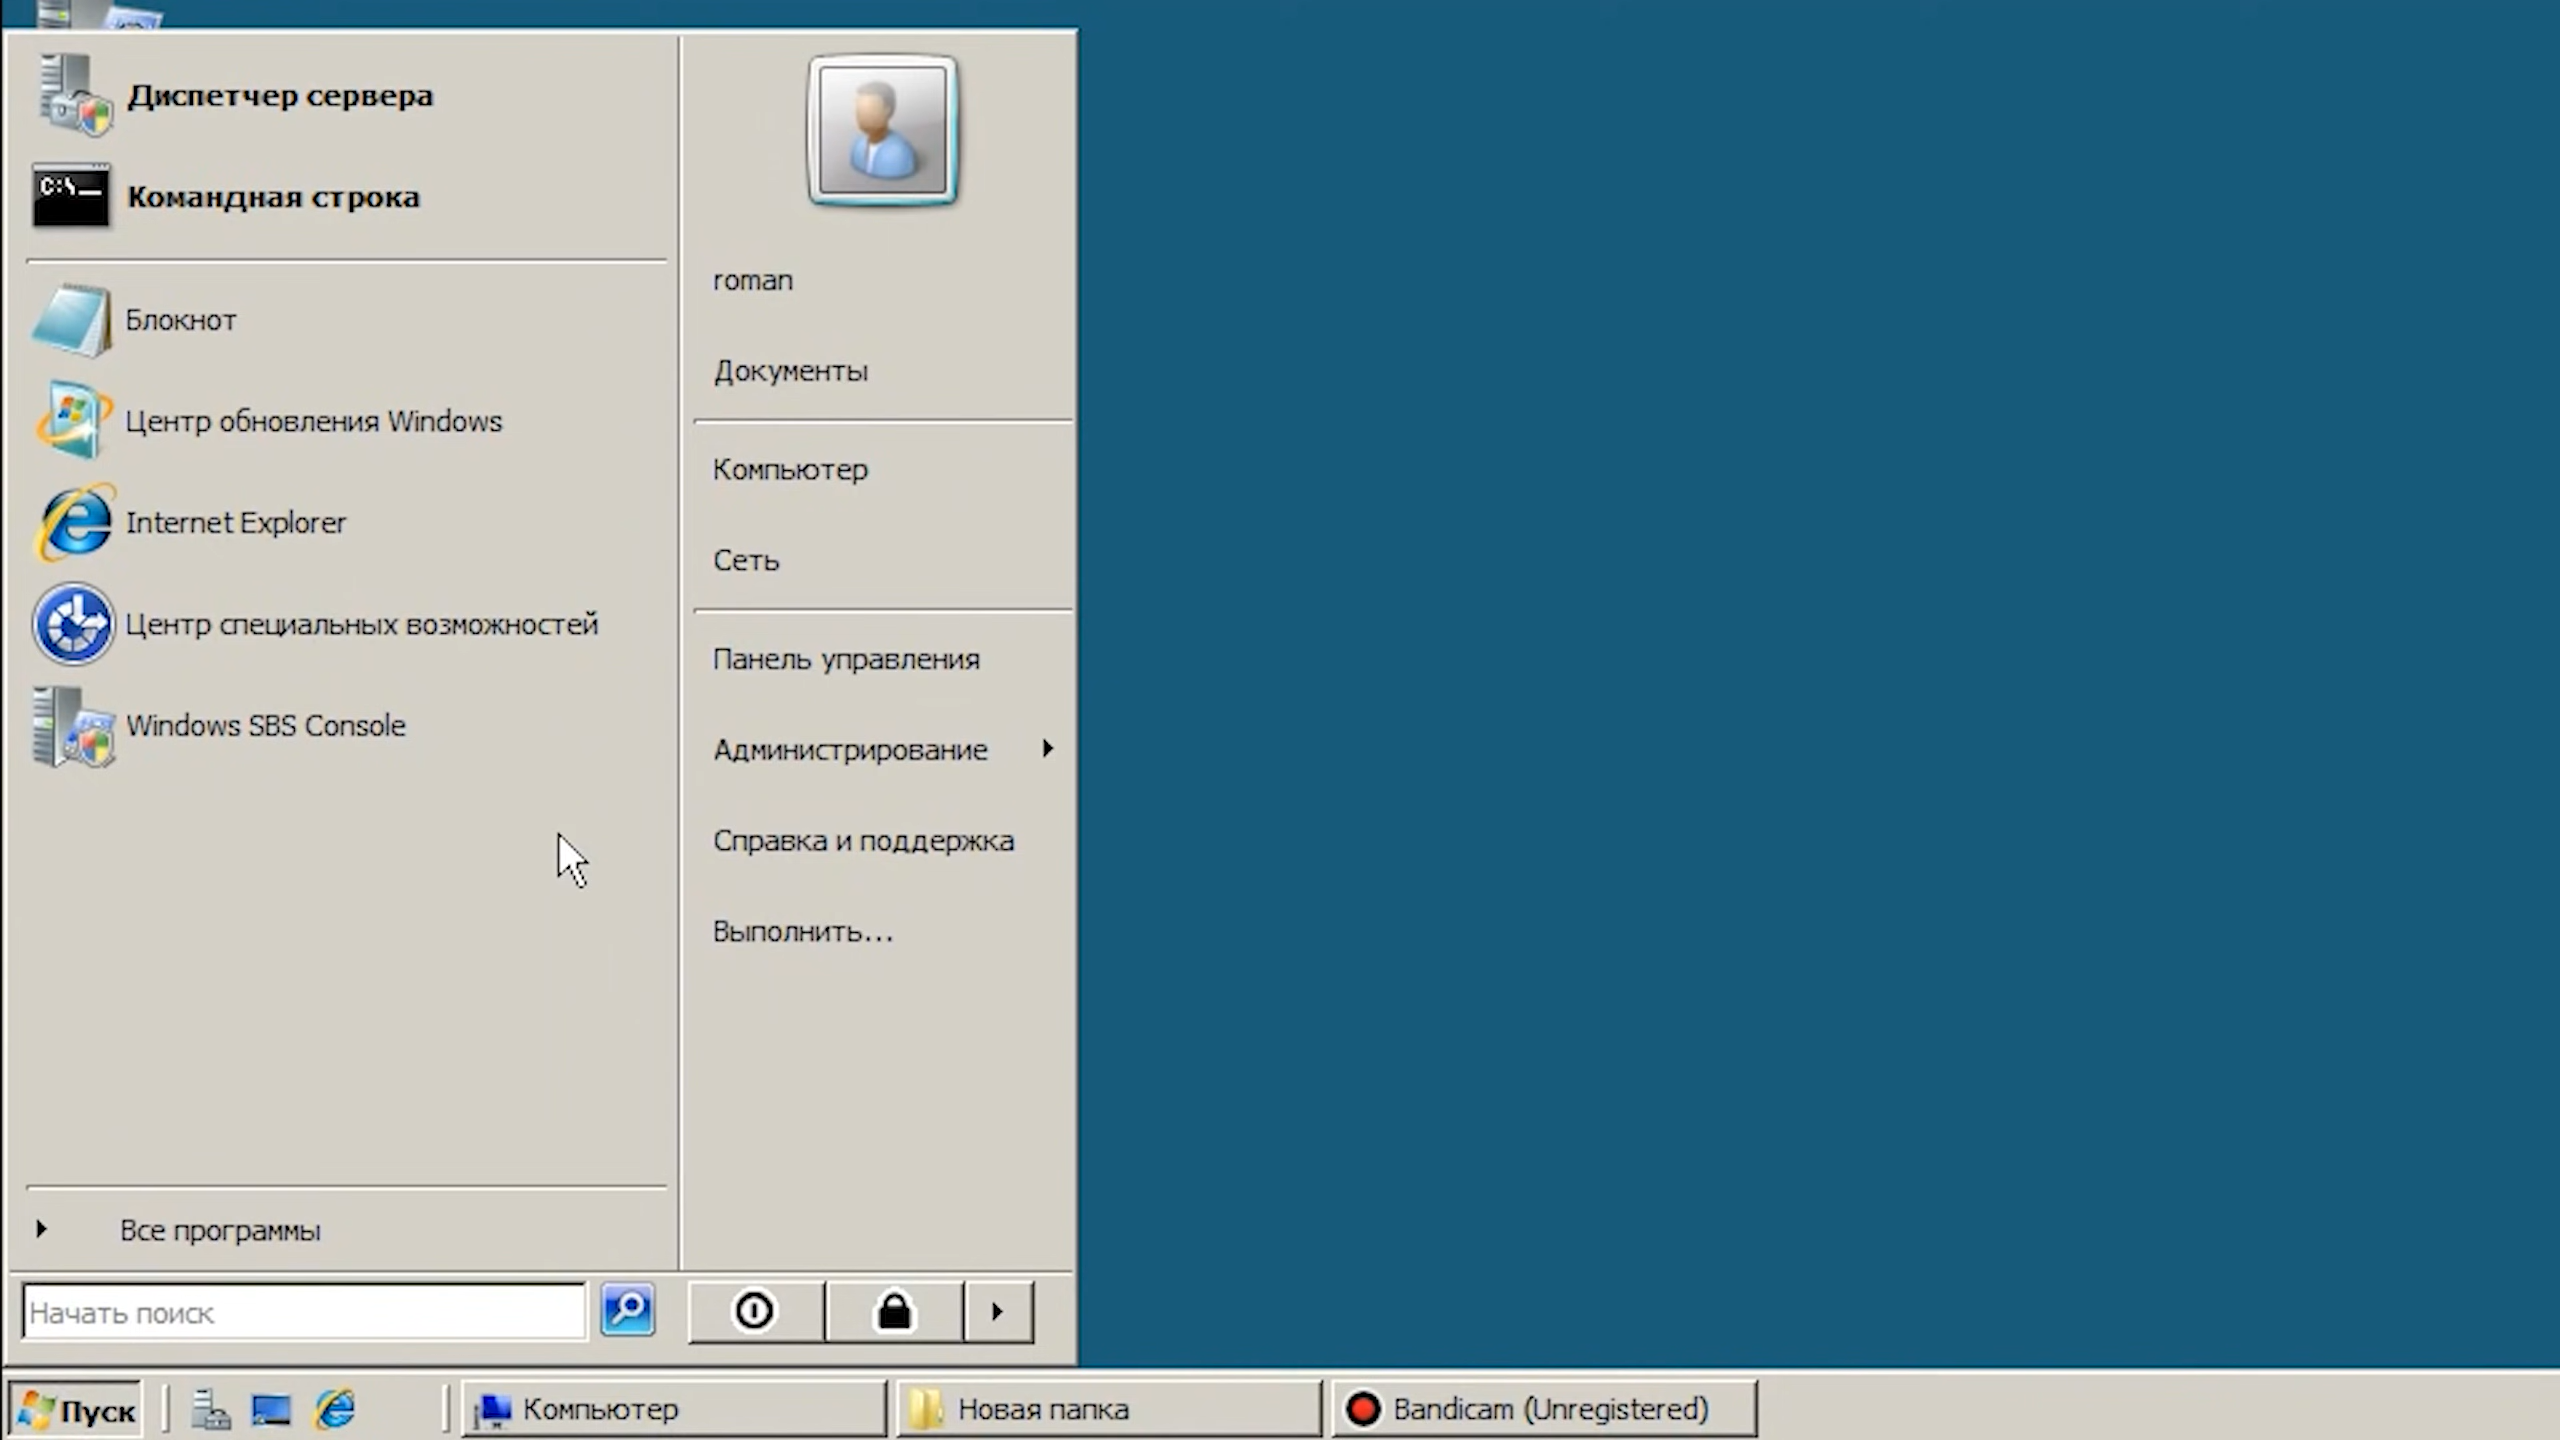 Диспетчер сервера
Командная строка
Блокнот
Центр обновления Windows
Internet Explorer
Центр специальных возможностей
Windows SBS Console
Все программы
Начать поиск
roman
Документы
Компьютер
Сеть
Панель управления
Администрирование
Справка и поддержка
Выполнить...
Пуск
Компьютер
Новая папка
Bandicam (Unregistered)